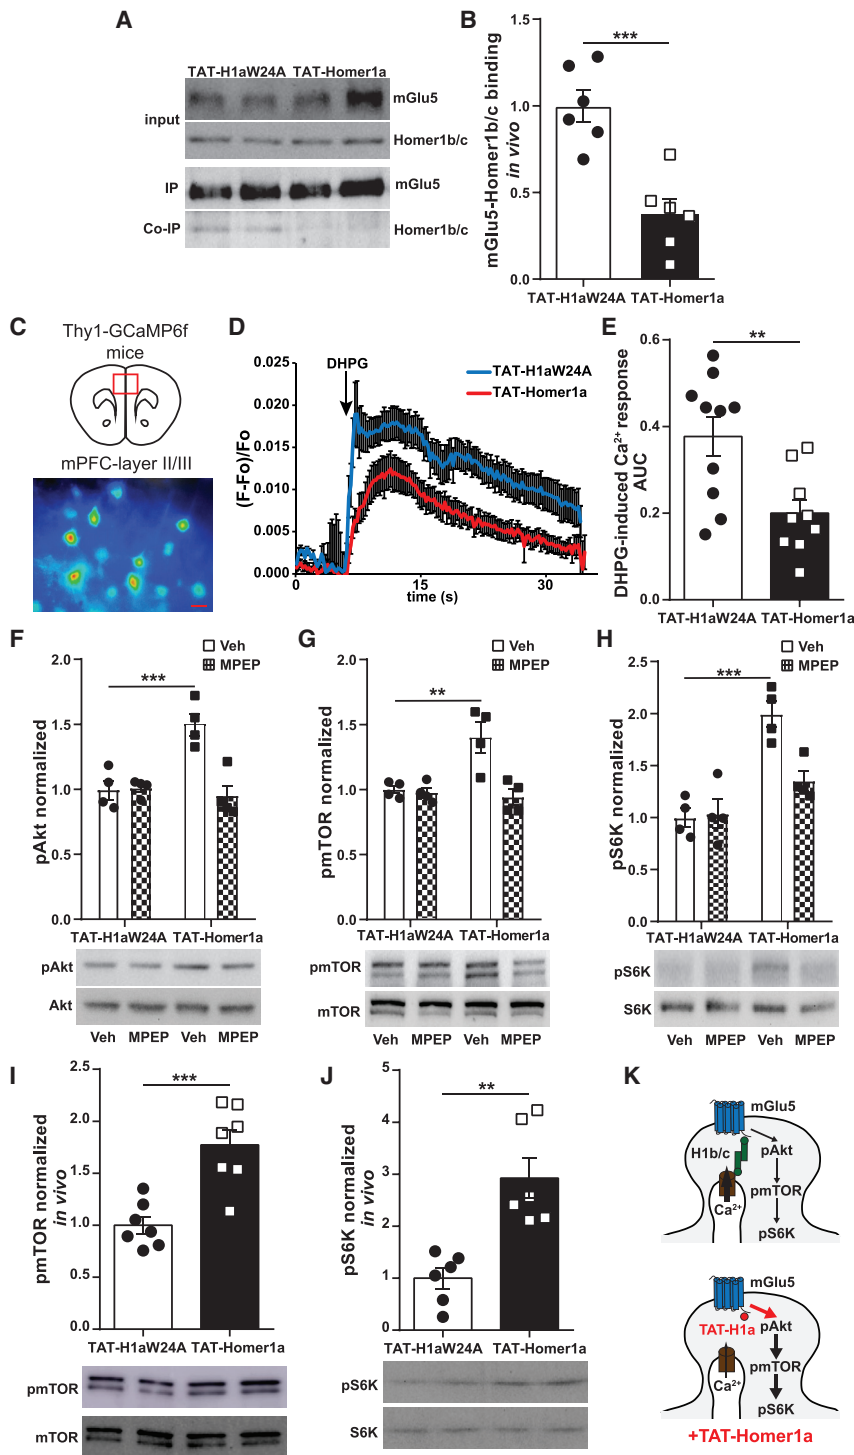 A
TAT-H1aW24A TAT-Homer1a
input
mGlu5
Homer1b/c
IP
mGlu5
Co-IP
Homer1b/c
B
mGlu5-Homer1b/c binding
in vivo
1.5
1.0
0.5
0.0
***
TAT-H1aW24A TAT-Homer1a
C
Thy1-GCaMP6f
mice
mPFC-layer II/III
D
(F-Fo)/Fo
0.025
0.020
0.015
0.010
0.005
0.000
DHPG
TAT-H1aW24A
TAT-Homer1a
0 15 30
time (s)
E
DHPG-induced Ca²⁺ response
AUC
0.6
0.4
0.2
0.0
**
TAT-H1aW24A TAT-Homer1a
F
Veh
MPEP
pAkt normalized
2.0
1.5
1.0
0.5
0.0
***
TAT-H1aW24A TAT-Homer1a
pAkt
Akt
Veh MPEP Veh MPEP
G
Veh
MPEP
pmTOR normalized
2.0
1.5
1.0
0.5
0.0
**
TAT-H1aW24A TAT-Homer1a
pmTOR
mTOR
Veh MPEP Veh MPEP
H
Veh
MPEP
pS6K normalized
2.5
2.0
1.5
1.0
0.5
0.0
***
TAT-H1aW24A TAT-Homer1a
pS6K
S6K
Veh MPEP Veh MPEP
I
pmTOR normalized
in vivo
2.5
2.0
1.5
1.0
0.5
0.0
***
TAT-H1aW24A TAT-Homer1a
pmTOR
mTOR
J
pS6K normalized
in vivo
5
4
3
2
1
0
**
TAT-H1aW24A TAT-Homer1a
pS6K
S6K
K
mGlu5
H1b/c
pAkt
pmTOR
Ca²⁺
pS6K
mGlu5
TAT-H1a
pAkt
pmTOR
Ca²⁺
pS6K
+TAT-Homer1a